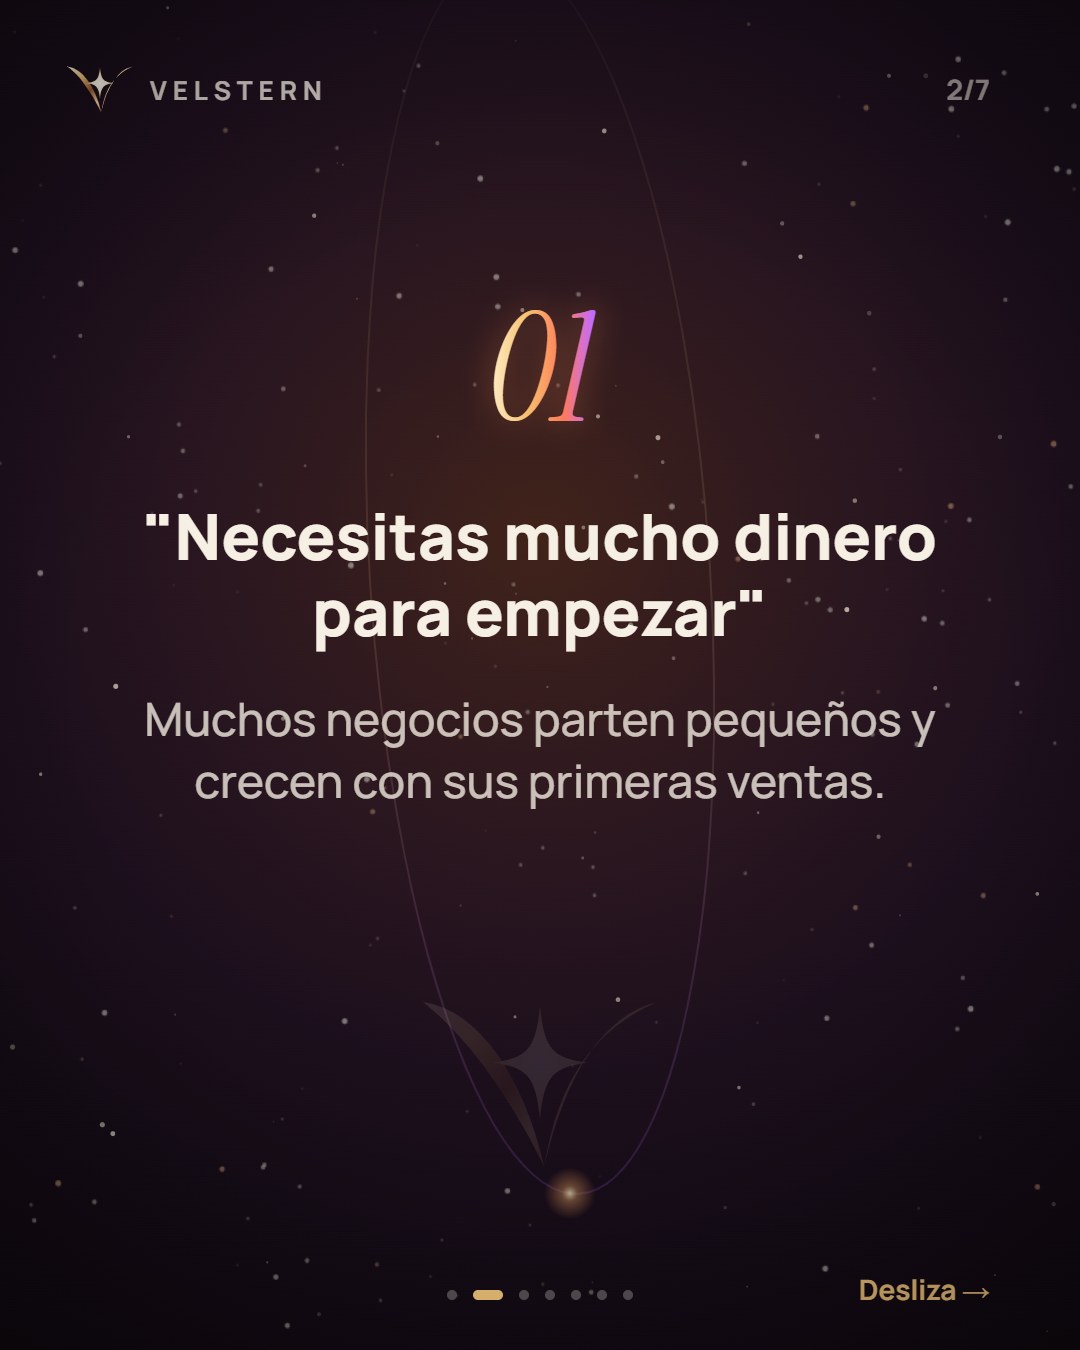 VELSTERN
2/7
01
"Necesitas mucho dinero
para empezar"
Muchos negocios parten pequeños y
crecen con sus primeras ventas.
Desliza→